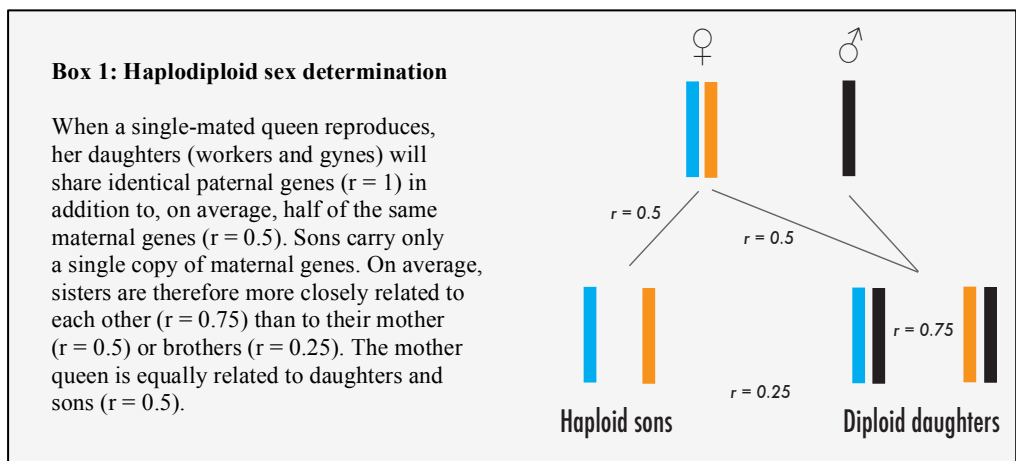 Box 1: Haplodiploid sex determination
When a single-mated queen reproduces,
her daughters (workers and gynes) will
share identical paternal genes (r = 1) in
addition to, on average, half of the same
maternal genes (r = 0.5). Sons carry only
a single copy of maternal genes. On average,
sisters are therefore more closely related to
each other (r = 0.75) than to their mother
(r = 0.5) or brothers (r = 0.25). The mother
queen is equally related to daughters and
sons (r = 0.5).
♀
♂
r = 0.5
r = 0.5
r = 0.75
r = 0.25
Haploid sons
Diploid daughters